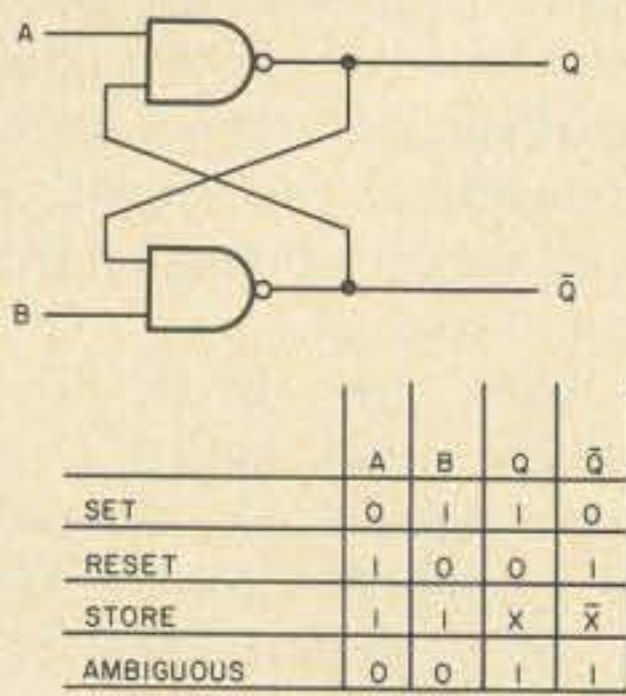 A
Q
B
Q̄
A B Q Q̄
SET 0 1 1 0
RESET 1 0 0 1
STORE 1 1 X X̄
AMBIGUOUS 0 0 1 1